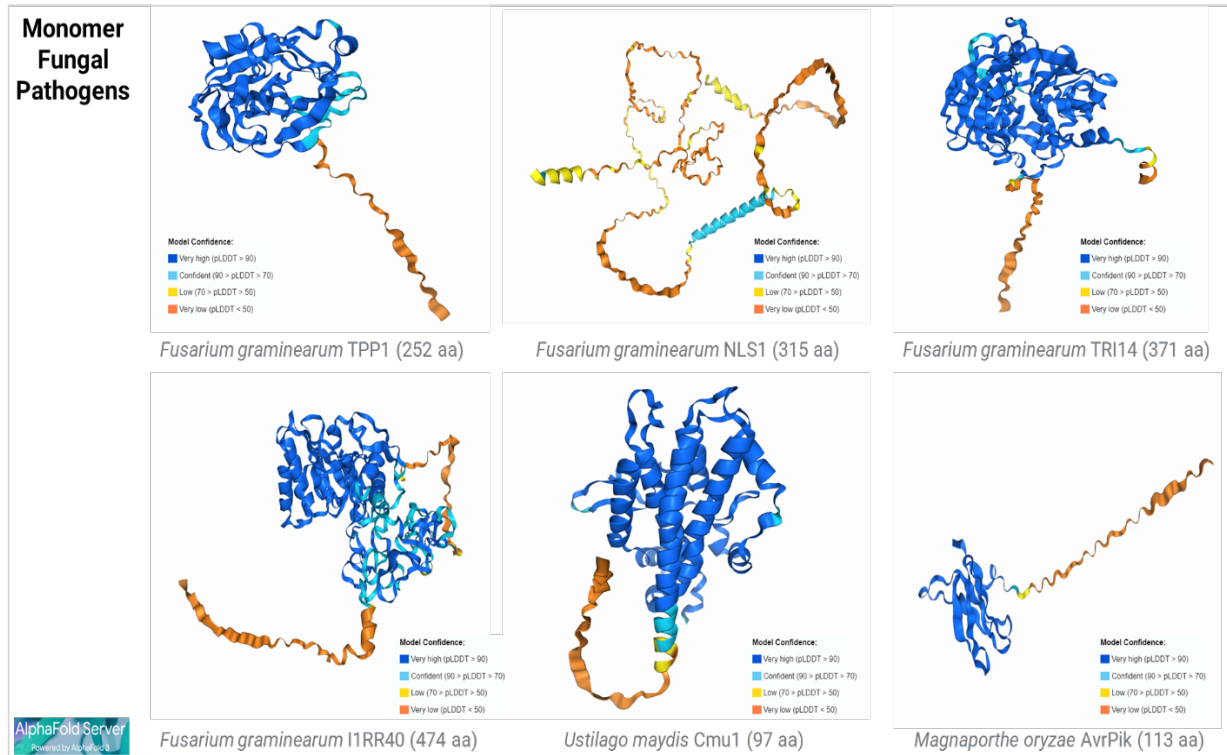 Monomer
Fungal
Pathogens
Model Confidence:
Very high (pLDDT > 90)
Confident (90 > pLDDT > 70)
Low (70 > pLDDT > 50)
Very low (pLDDT < 50)
Fusarium graminearum TPP1 (252 aa)
Model Confidence:
Very high (pLDDT > 90)
Confident (90 > pLDDT > 70)
Low (70 > pLDDT > 50)
Very low (pLDDT < 50)
Fusarium graminearum NLS1 (315 aa)
Model Confidence:
Very high (pLDDT > 90)
Confident (90 > pLDDT > 70)
Low (70 > pLDDT > 50)
Very low (pLDDT < 50)
Fusarium graminearum TRI14 (371 aa)
Model Confidence:
Very high (pLDDT > 90)
Confident (90 > pLDDT > 70)
Low (70 > pLDDT > 50)
Very low (pLDDT < 50)
Fusarium graminearum I1RR40 (474 aa)
Model Confidence:
Very high (pLDDT > 90)
Confident (90 > pLDDT > 70)
Low (70 > pLDDT > 50)
Very low (pLDDT < 50)
Ustilago maydis Cmu1 (97 aa)
Model Confidence:
Very high (pLDDT > 90)
Confident (90 > pLDDT > 70)
Low (70 > pLDDT > 50)
Very low (pLDDT < 50)
Magnaporthe oryzae AvrPik (113 aa)
AlphaFold Server
Powered by AlphaFold 3